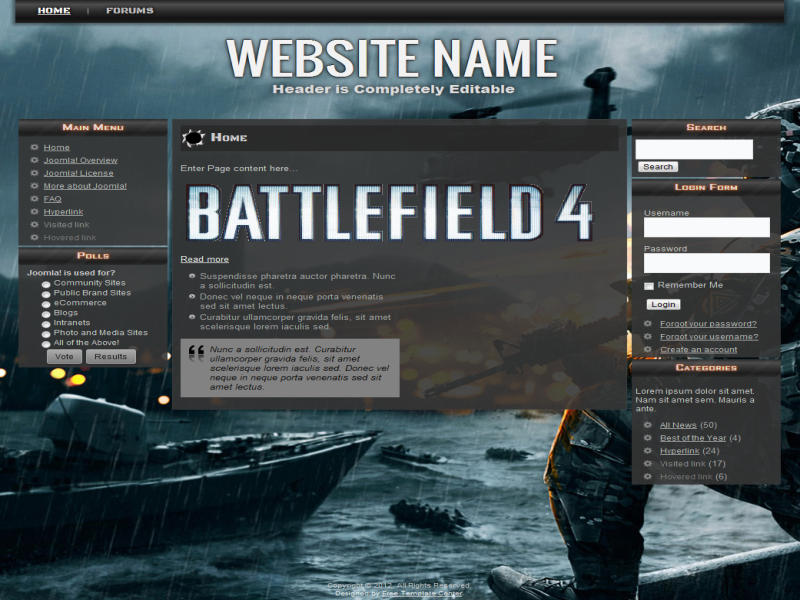 HOME | FORUMS
WEBSITE NAME
Header is Completely Editable
Main Menu
Home
Joomla! Overview
Joomla! License
More about Joomla!
FAQ
Hyperlink
Visited link
Hovered link
Polls
Joomla! is used for?
Community Sites
Public Brand Sites
eCommerce
Blogs
Intranets
Photo and Media Sites
All of the Above!
Vote Results
Home
Enter Page content here...
BATTLEFIELD 4
Read more
Suspendisse pharetra auctor pharetra. Nunc
a sollicitudin est.
Donec vel neque in neque porta venenatis
sed sit amet lectus.
Curabitur ullamcorper gravida felis, sit amet
scelerisque lorem iaculis sed.
Nunc a sollicitudin est. Curabitur
ullamcorper gravida felis, sit amet
scelerisque lorem iaculis sed. Donec vel
neque in neque porta venenatis sed sit
amet lectus.
Search
Search
Login Form
Username
Password
Remember Me
Login
Forgot your password?
Forgot your username?
Create an account
Categories
Lorem ipsum dolor sit amet.
Nam sit amet sem. Mauris a
ante.
All News (50)
Best of the Year (4)
Hyperlink (24)
Visited link (17)
Hovered link (6)
Copyright © 2012. All Rights Reserved.
Designed by Free Template Center